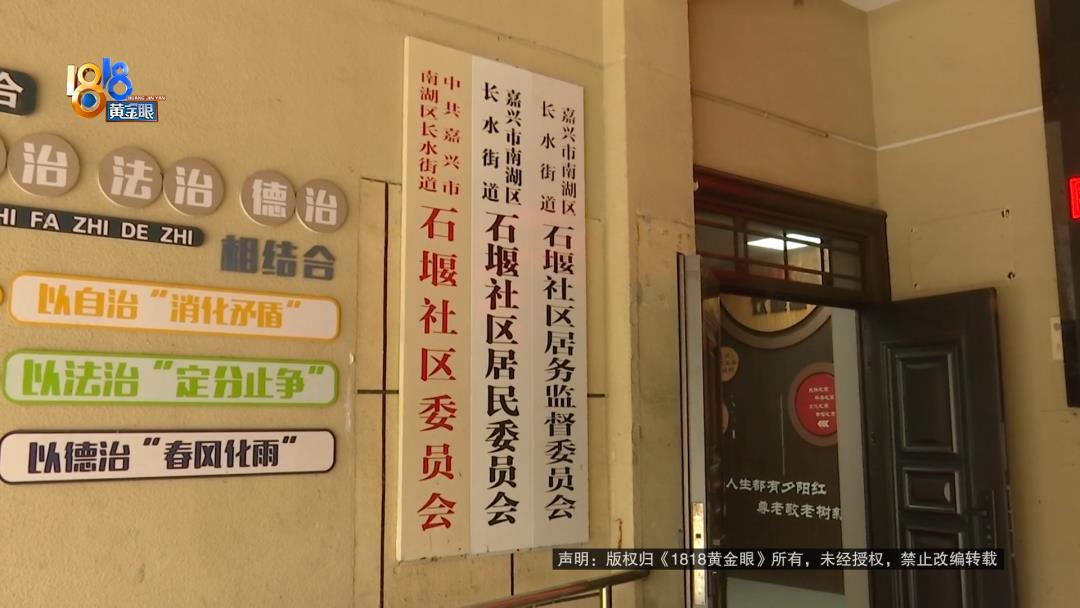 1818
HUANG JIN YAN
黄金眼
合
治 法治 德治
HI FA ZHI DE ZHI
相结合
以自治“消化矛盾”
以法治“定分止争”
以德治“春风化雨”
中共嘉兴市
南湖区长水街道
石堰社区委员会
嘉兴市南湖区
长水街道
石堰社区居民委员会
嘉兴市南湖区
长水街道
石堰社区居务监督委员会
人生都有夕阳红
尊老敬老树
声明：版权归《1818黄金眼》所有，未经授权，禁止改编转载